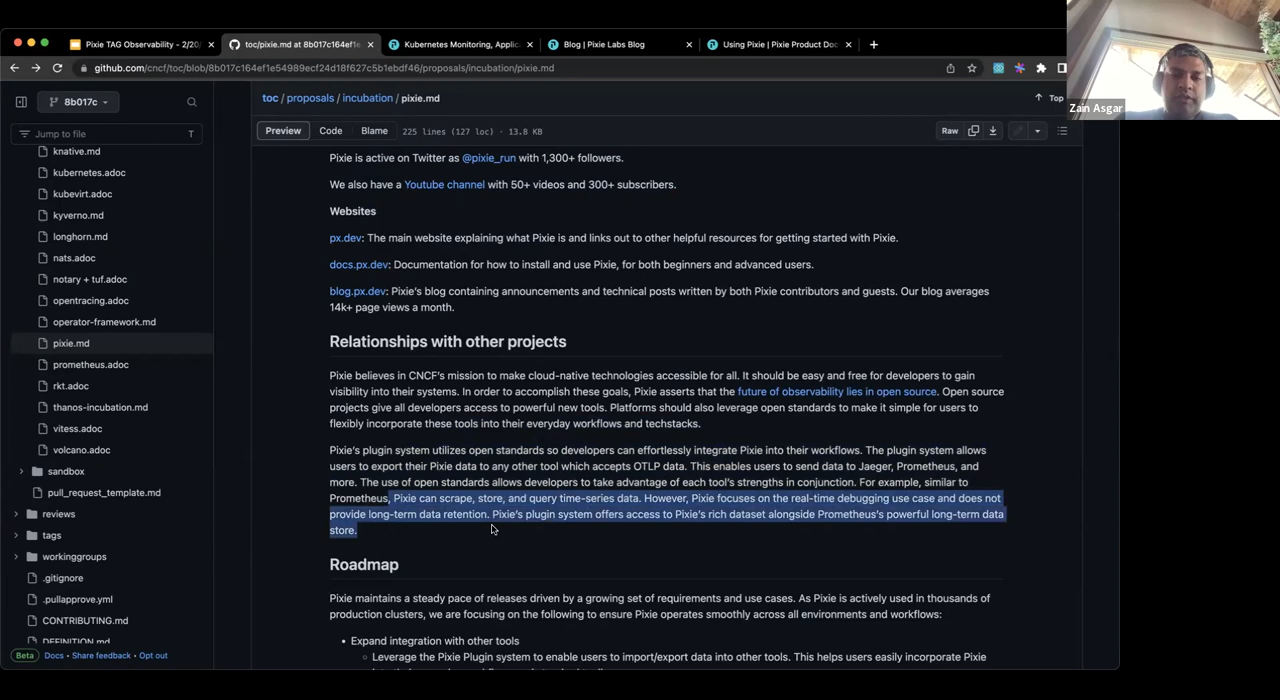 Pixie TAG Observability - 2/20/
toc/pixie.md at 8b017c164ef1e
Kubernetes Monitoring, Applic
Blog | Pixie Labs Blog
Using Pixie | Pixie Product Doc
github.com/cncf/toc/blob/8b017c164ef1e54989ecf24d18f627c5b1ebdf46/proposals/incubation/pixie.md
Zain Asgar
8b017c
toc / proposals / incubation / pixie.md
Top
Jump to file
T
Preview
Code
Blame
225 lines (127 loc) · 13.8 KB
Raw
knative.md
kubernetes.adoc
kubevirt.adoc
kyverno.md
longhorn.md
nats.adoc
notary + tuf.adoc
opentracing.adoc
operator-framework.md
pixie.md
prometheus.adoc
rkt.adoc
thanos-incubation.md
vitess.adoc
volcano.adoc
sandbox
pull_request_template.md
reviews
tags
workinggroups
.gitignore
.pullapprove.yml
CONTRIBUTING.md
DEFINITION.md
Beta Docs • Share feedback • Opt out
Pixie is active on Twitter as @pixie_run with 1,300+ followers.
We also have a Youtube channel with 50+ videos and 300+ subscribers.
Websites
px.dev: The main website explaining what Pixie is and links out to other helpful resources for getting started with Pixie.
docs.px.dev: Documentation for how to install and use Pixie, for both beginners and advanced users.
blog.px.dev: Pixie's blog containing announcements and technical posts written by both Pixie contributors and guests. Our blog averages
14k+ page views a month.
Relationships with other projects
Pixie believes in CNCF's mission to make cloud-native technologies accessible for all. It should be easy and free for developers to gain
visibility into their systems. In order to accomplish these goals, Pixie asserts that the future of observability lies in open source. Open source
projects give all developers access to powerful new tools. Platforms should also leverage open standards to make it simple for users to
flexibly incorporate these tools into their everyday workflows and techstacks.
Pixie's plugin system utilizes open standards so developers can effortlessly integrate Pixie into their workflows. The plugin system allows
users to export their Pixie data to any other tool which accepts OTLP data. This enables users to send data to Jaeger, Prometheus, and
more. The use of open standards allows developers to take advantage of each tool's strengths in conjunction. For example, similar to
Prometheus, Pixie can scrape, store, and query time-series data. However, Pixie focuses on the real-time debugging use case and does not
provide long-term data retention. Pixie's plugin system offers access to Pixie's rich dataset alongside Prometheus's powerful long-term data
store.
Roadmap
Pixie maintains a steady pace of releases driven by a growing set of requirements and use cases. As Pixie is actively used in thousands of
production clusters, we are focusing on the following to ensure Pixie operates smoothly across all environments and workflows:
• Expand integration with other tools
Leverage the Pixie Plugin system to enable users to import/export data into other tools. This helps users easily incorporate Pixie